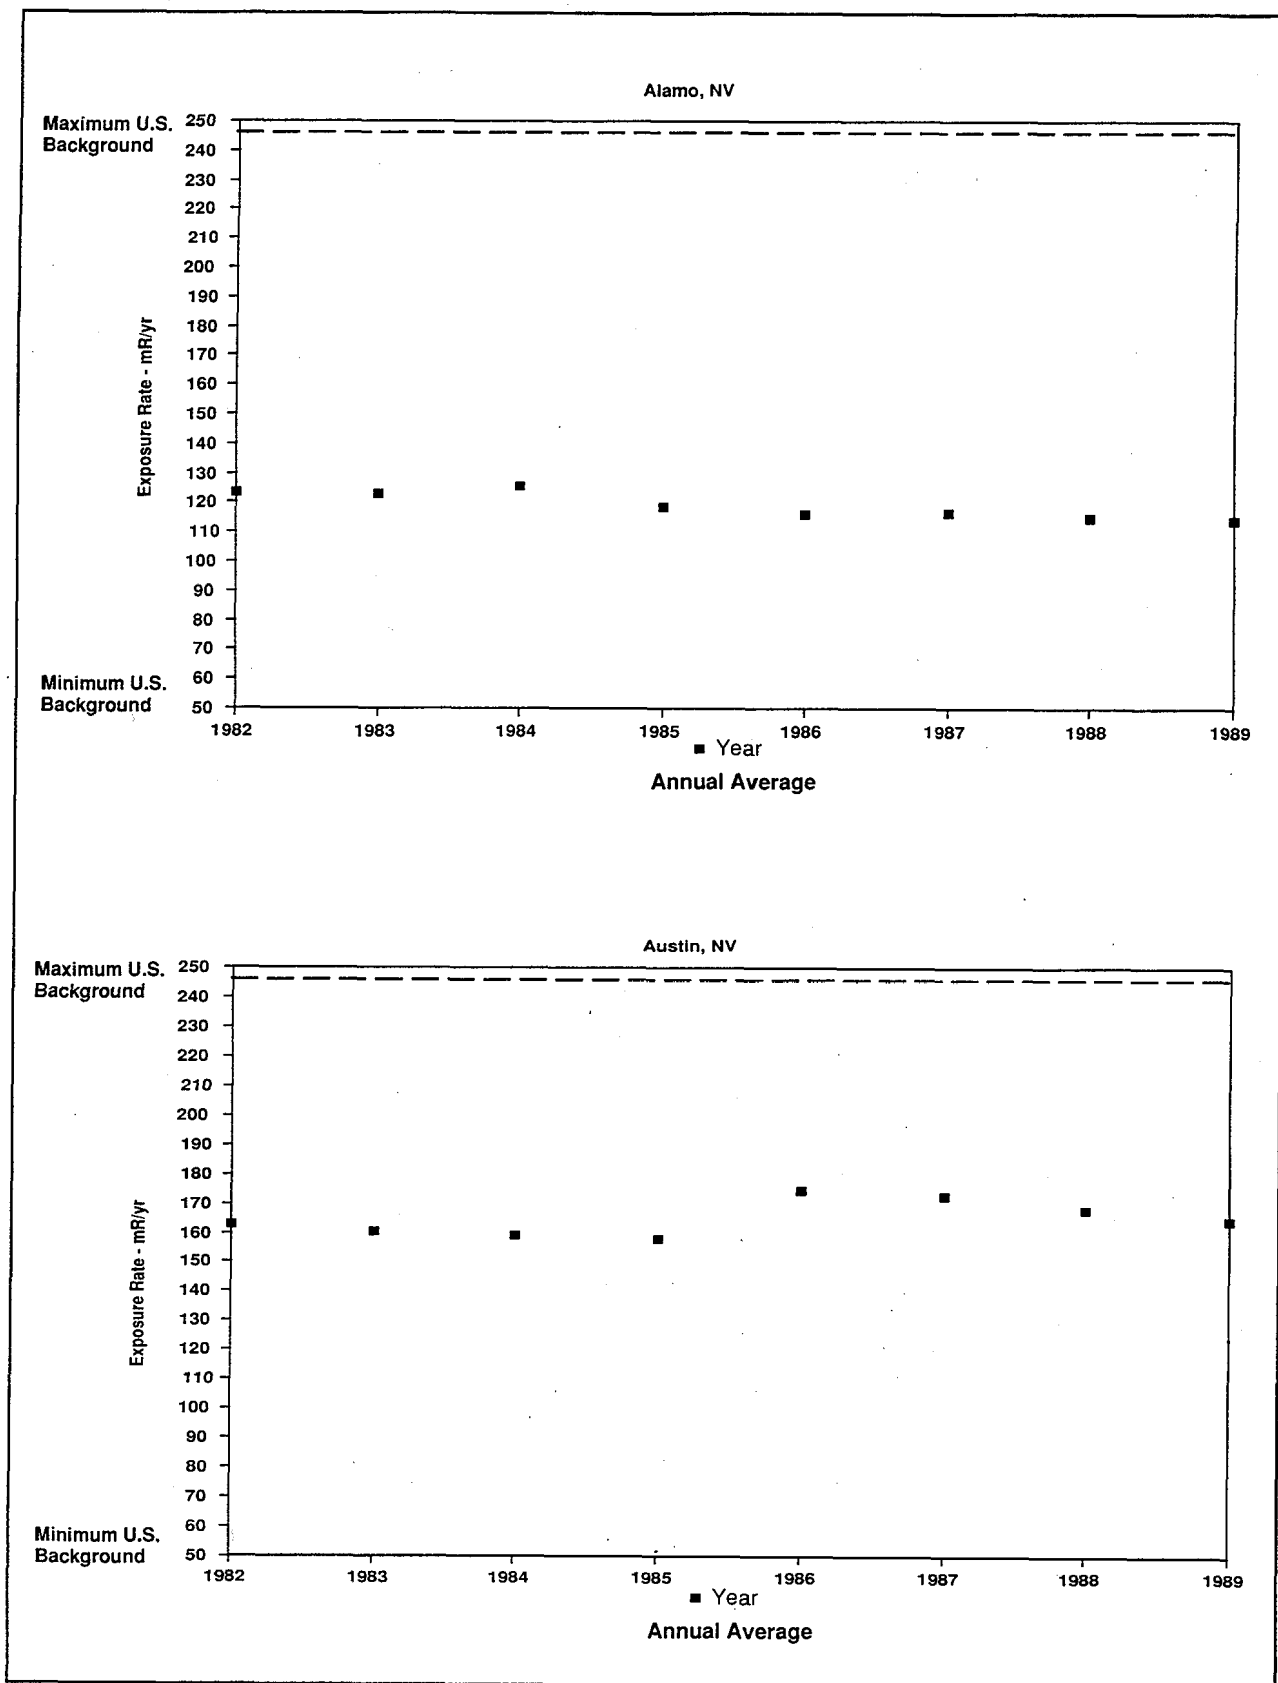 Alamo, NV
Maximum U.S.
Background
250
240
230
220
210
200
190
180
170
160
150
140
130
120
110
100
90
80
70
60
50
Exposure Rate - mR/yr
Minimum U.S.
Background
1982 1983 1984 1985 1986 1987 1988 1989
■ Year
Annual Average
Austin, NV
Maximum U.S.
Background
250
240
230
220
210
200
190
180
170
160
150
140
130
120
110
100
90
80
70
60
50
Exposure Rate - mR/yr
Minimum U.S.
Background
1982 1983 1984 1985 1986 1987 1988 1989
■ Year
Annual Average